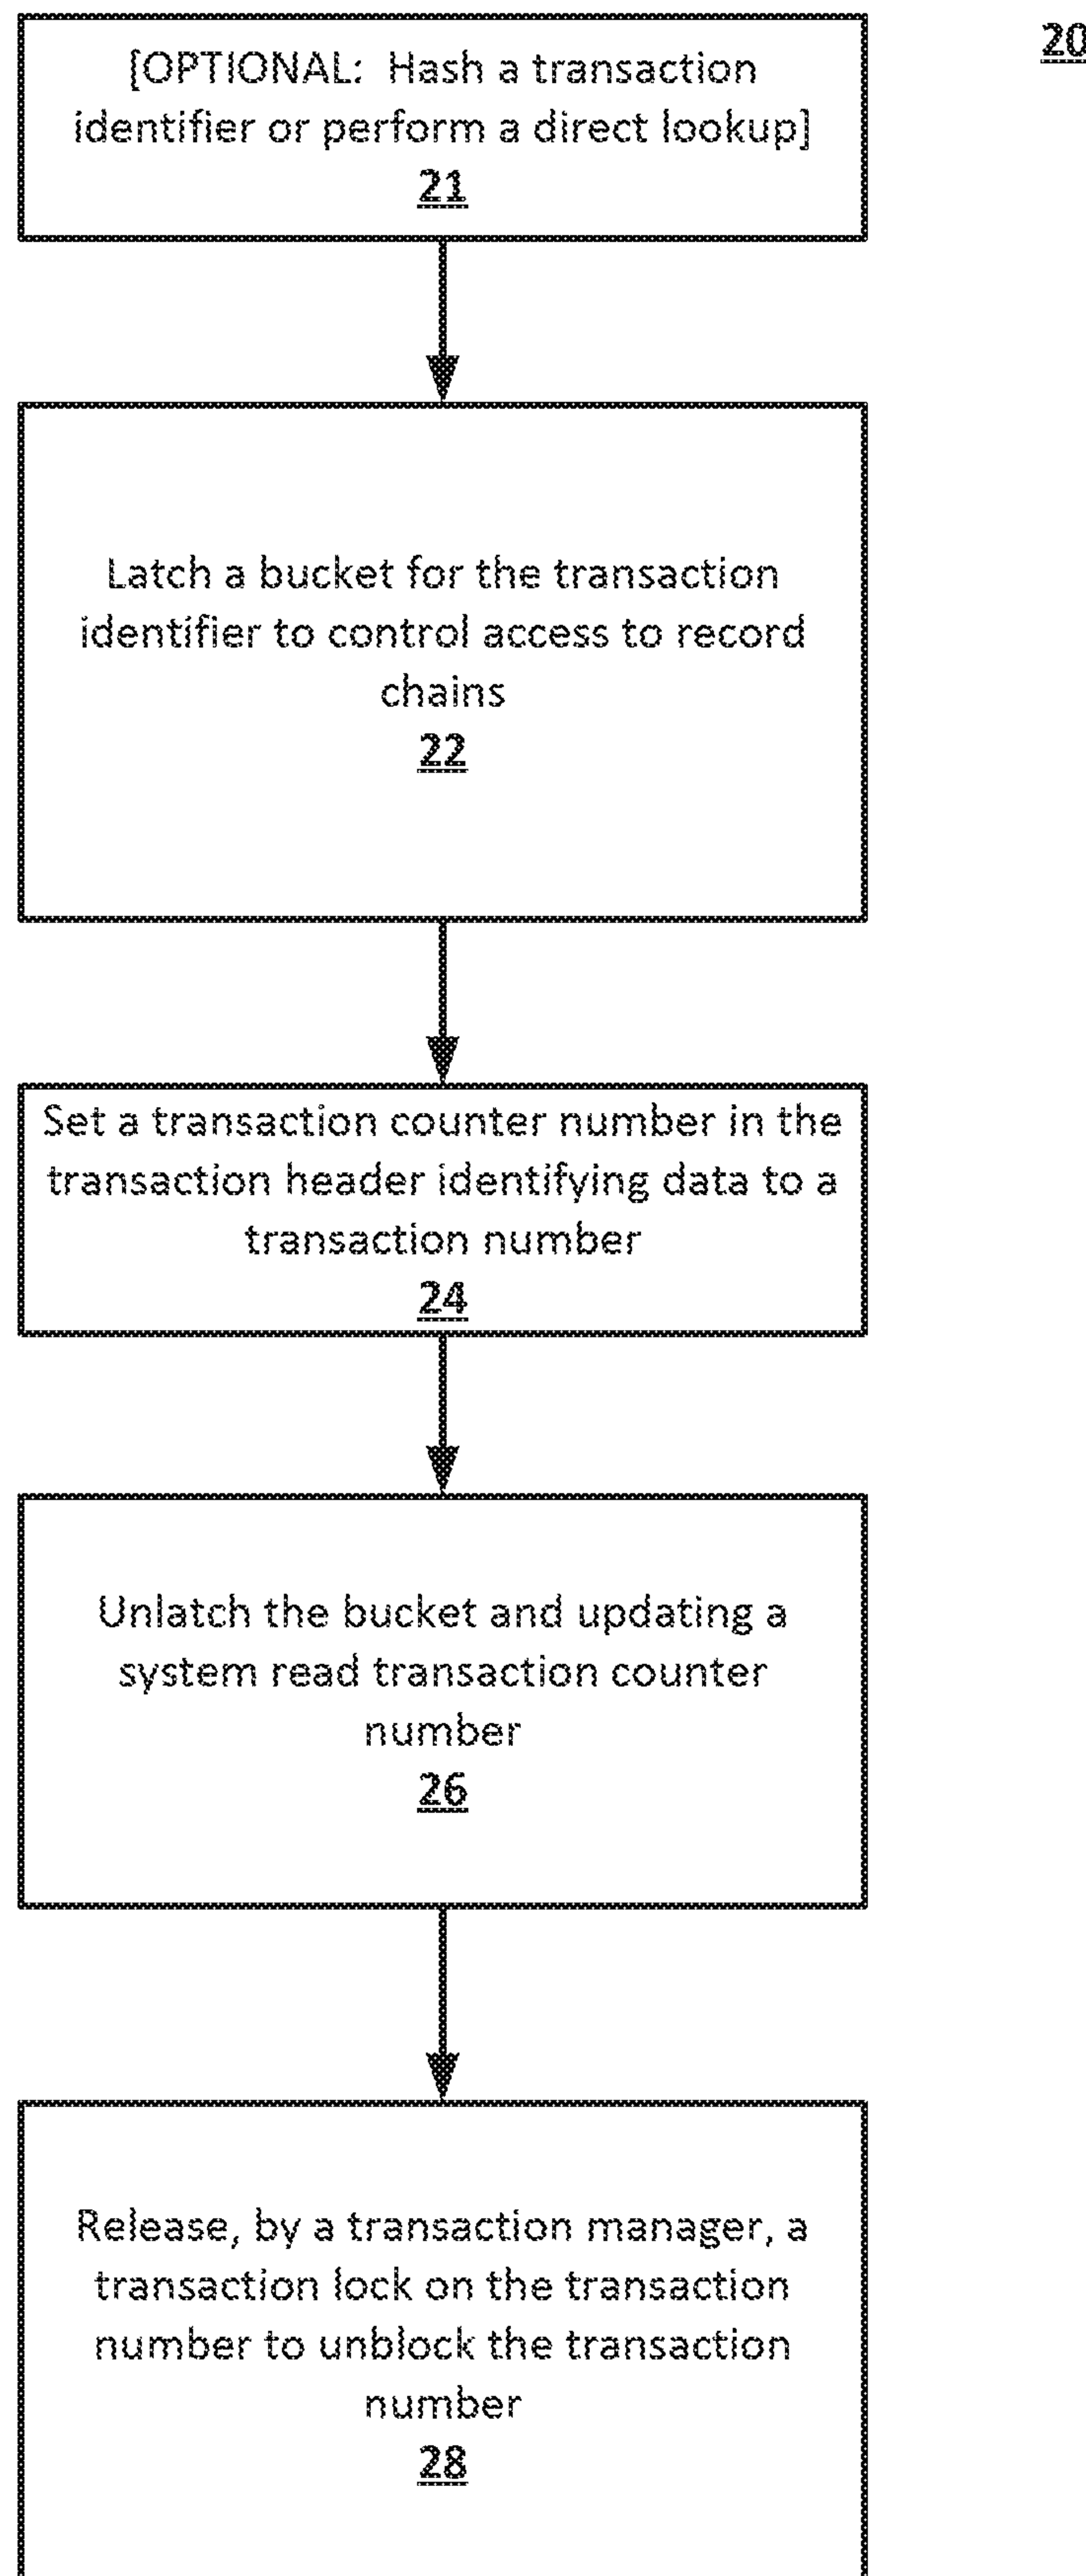 20
[OPTIONAL:  Hash a transaction
identifier or perform a direct lookup]
21
Latch a bucket for the transaction
identifier to control access to record
chains
22
Set a transaction counter number in the
transaction header identifying data to a
transaction number
24
Unlatch the bucket and updating a
system read transaction counter
number
26
Release, by a transaction manager, a
transaction lock on the transaction
number to unblock the transaction
number
28